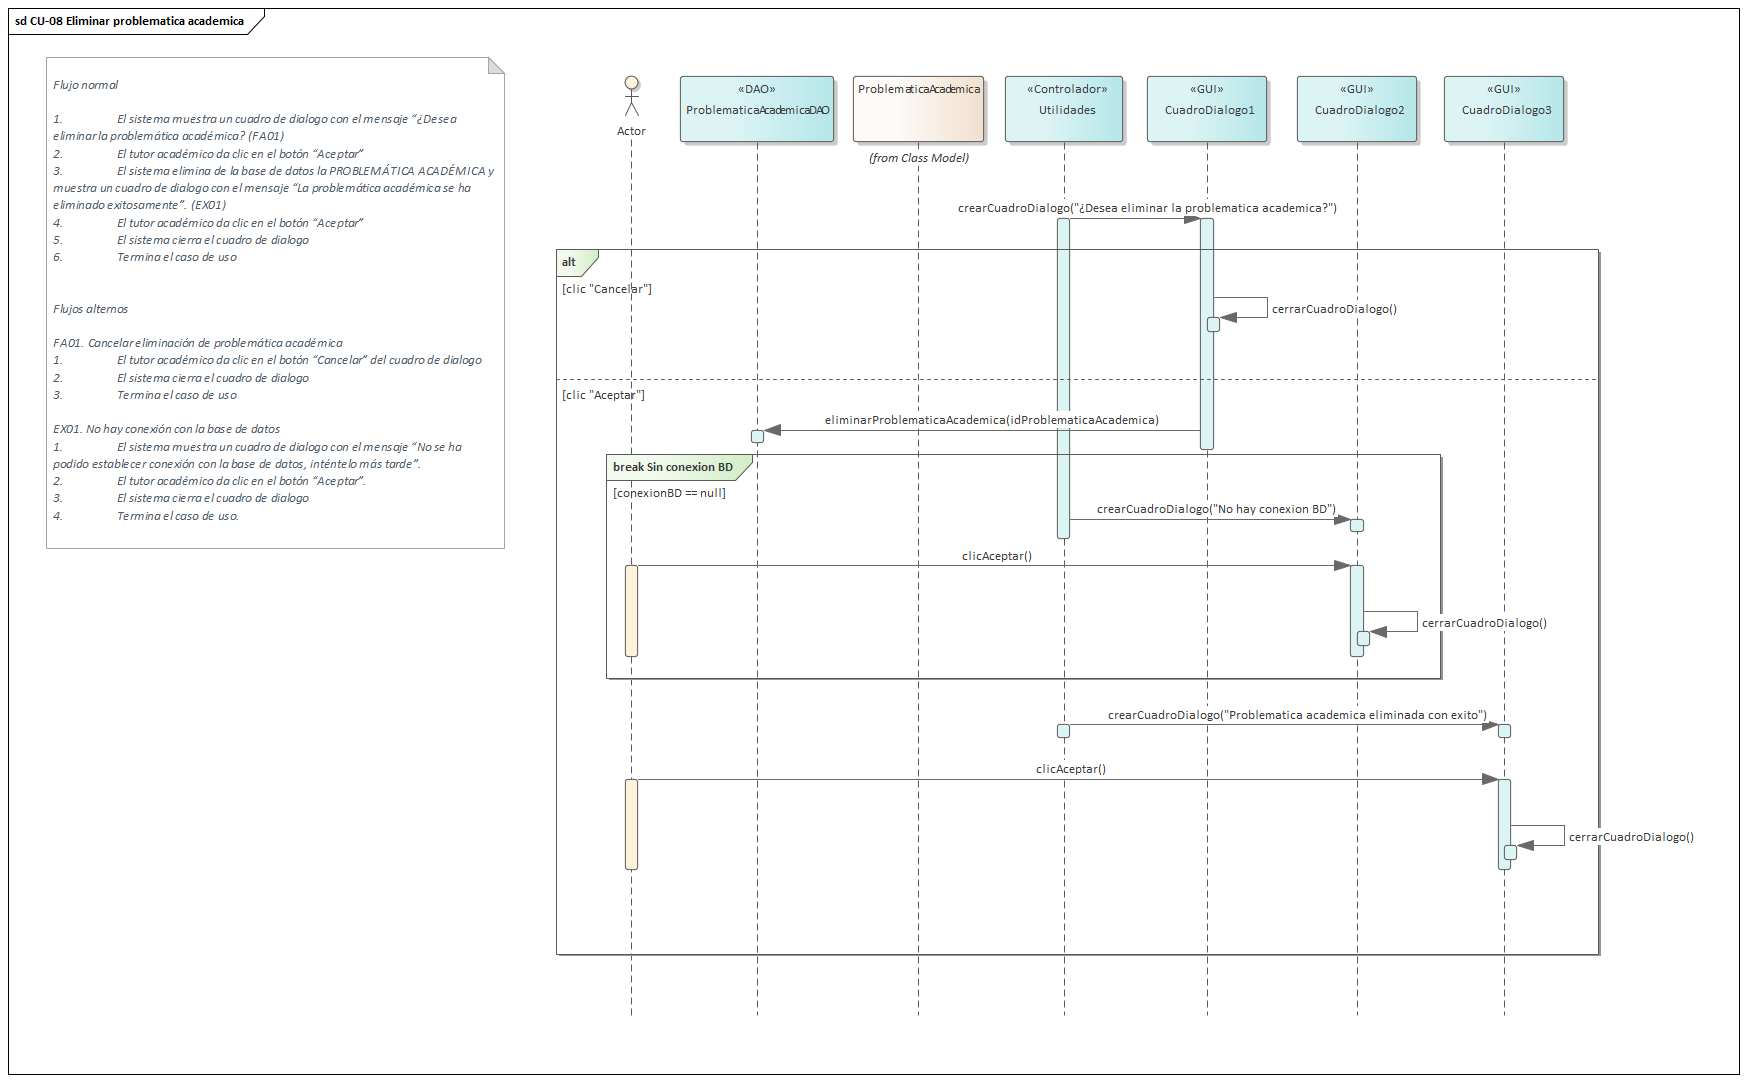 sd CU-08 Eliminar problematica academica
Flujo normal
1. El sistema muestra un cuadro de dialogo con el mensaje “¿Desea
eliminar la problemática académica? (FA01)
2. El tutor académico da clic en el botón “Aceptar”
3. El sistema elimina de la base de datos la PROBLEMÁTICA ACADÉMICA y
muestra un cuadro de dialogo con el mensaje “La problemática académica se ha
eliminado exitosamente”. (EX01)
4. El tutor académico da clic en el botón “Aceptar”
5. El sistema cierra el cuadro de dialogo
6. Termina el caso de uso
Flujos alternos
FA01. Cancelar eliminación de problemática académica
1. El tutor académico da clic en el botón “Cancelar” del cuadro de dialogo
2. El sistema cierra el cuadro de dialogo
3. Termina el caso de uso
EX01. No hay conexión con la base de datos
1. El sistema muestra un cuadro de dialogo con el mensaje “No se ha
podido establecer conexión con la base de datos, inténtelo más tarde”.
2. El tutor académico da clic en el botón “Aceptar”.
3. El sistema cierra el cuadro de dialogo
4. Termina el caso de uso.
Actor
«DAO»
ProblematicaAcademicaDAO
ProblematicaAcademica
(from Class Model)
«Controlador»
Utilidades
«GUI»
CuadroDialogo1
«GUI»
CuadroDialogo2
«GUI»
CuadroDialogo3
crearCuadroDialogo("¿Desea eliminar la problematica academica?")
alt
[clic "Cancelar"]
cerrarCuadroDialogo()
[clic "Aceptar"]
eliminarProblematicaAcademica(idProblematicaAcademica)
break Sin conexion BD
[conexionBD == null]
crearCuadroDialogo("No hay conexion BD")
clicAceptar()
cerrarCuadroDialogo()
crearCuadroDialogo("Problematica academica eliminada con exito")
clicAceptar()
cerrarCuadroDialogo()